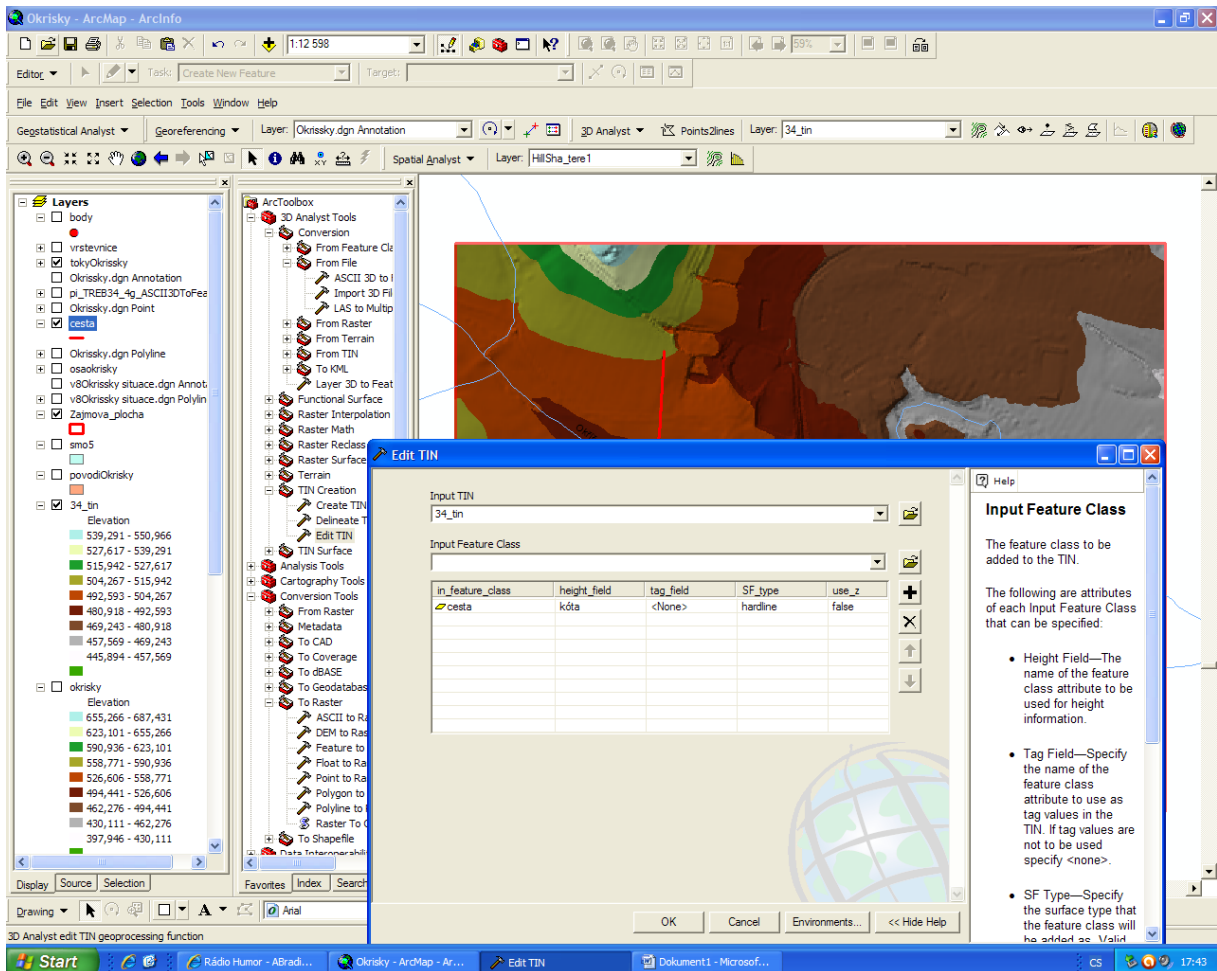 Okrisky - ArcMap - ArcInfo
1:12 598
59%
Editor
Task:
Create New Feature
Target:
File Edit View Insert Selection Tools Window Help
Geostatistical Analyst
Georeferencing
Layer:
Okrissky.dgn Annotation
3D Analyst
Points2lines
Layer:
34_tin
Spatial Analyst
Layer:
HillSha_tere1
Layers
body
vrstevnice
tokyOkrissky
Okrissky.dgn Annotation
pi_TREB34_4g_ASCII3DToFea
Okrissky.dgn Point
cesta
Okrissky.dgn Polyline
osaokrisky
v8Okrissky situace.dgn Annot
v8Okrissky situace.dgn Polylin
Zajmova_plocha
smo5
povodiOkrisky
34_tin
Elevation
539,291 - 550,966
527,617 - 539,291
515,942 - 527,617
504,267 - 515,942
492,593 - 504,267
480,918 - 492,593
469,243 - 480,918
457,569 - 469,243
445,894 - 457,569
okrisky
Elevation
655,266 - 687,431
623,101 - 655,266
590,936 - 623,101
558,771 - 590,936
526,606 - 558,771
494,441 - 526,606
462,276 - 494,441
430,111 - 462,276
397,946 - 430,111
Display Source Selection
ArcToolbox
3D Analyst Tools
Conversion
From Feature Cla
From File
ASCII 3D to
Import 3D Fil
LAS to Multip
From Raster
From Terrain
From TIN
To KML
Layer 3D to Feat
Functional Surface
Raster Interpolation
Raster Math
Raster Reclass
Raster Surface
Terrain
TIN Creation
Create TIN
Delineate T
Edit TIN
TIN Surface
Analysis Tools
Cartography Tools
Conversion Tools
From Raster
Metadata
To CAD
To Coverage
To dBASE
To Geodatabas
To Raster
ASCII to Ra
DEM to Ras
Feature to
Float to Ra
Point to Ra
Polygon to
Polyline to
Raster To
To Shapefile
Data Interoperabili
Favorites Index Search
Edit TIN
Input TIN
34_tin
Input Feature Class
in_feature_class height_field tag_field SF_type use_z
cesta kóta <None> hardline false
OK
Cancel
Environments...
<< Hide Help
Help
Input Feature Class
The feature class to be
added to the TIN.
The following are attributes
of each Input Feature Class
that can be specified:
• Height Field—The
name of the feature
class attribute to be
used for height
information.
• Tag Field—Specify
the name of the
feature class
attribute to use as
tag values in the
TIN. If tag values are
not to be used
specify <none>.
• SF Type—Specify
the surface type that
the feature class will
be added as. Valid
Drawing
A
Arial
3D Analyst edit TIN geoprocessing function
Start
Rádio Humor - ABradi...
Okrisky - ArcMap - Ar...
Edit TIN
Dokument1 - Microsof...
CS
17:43